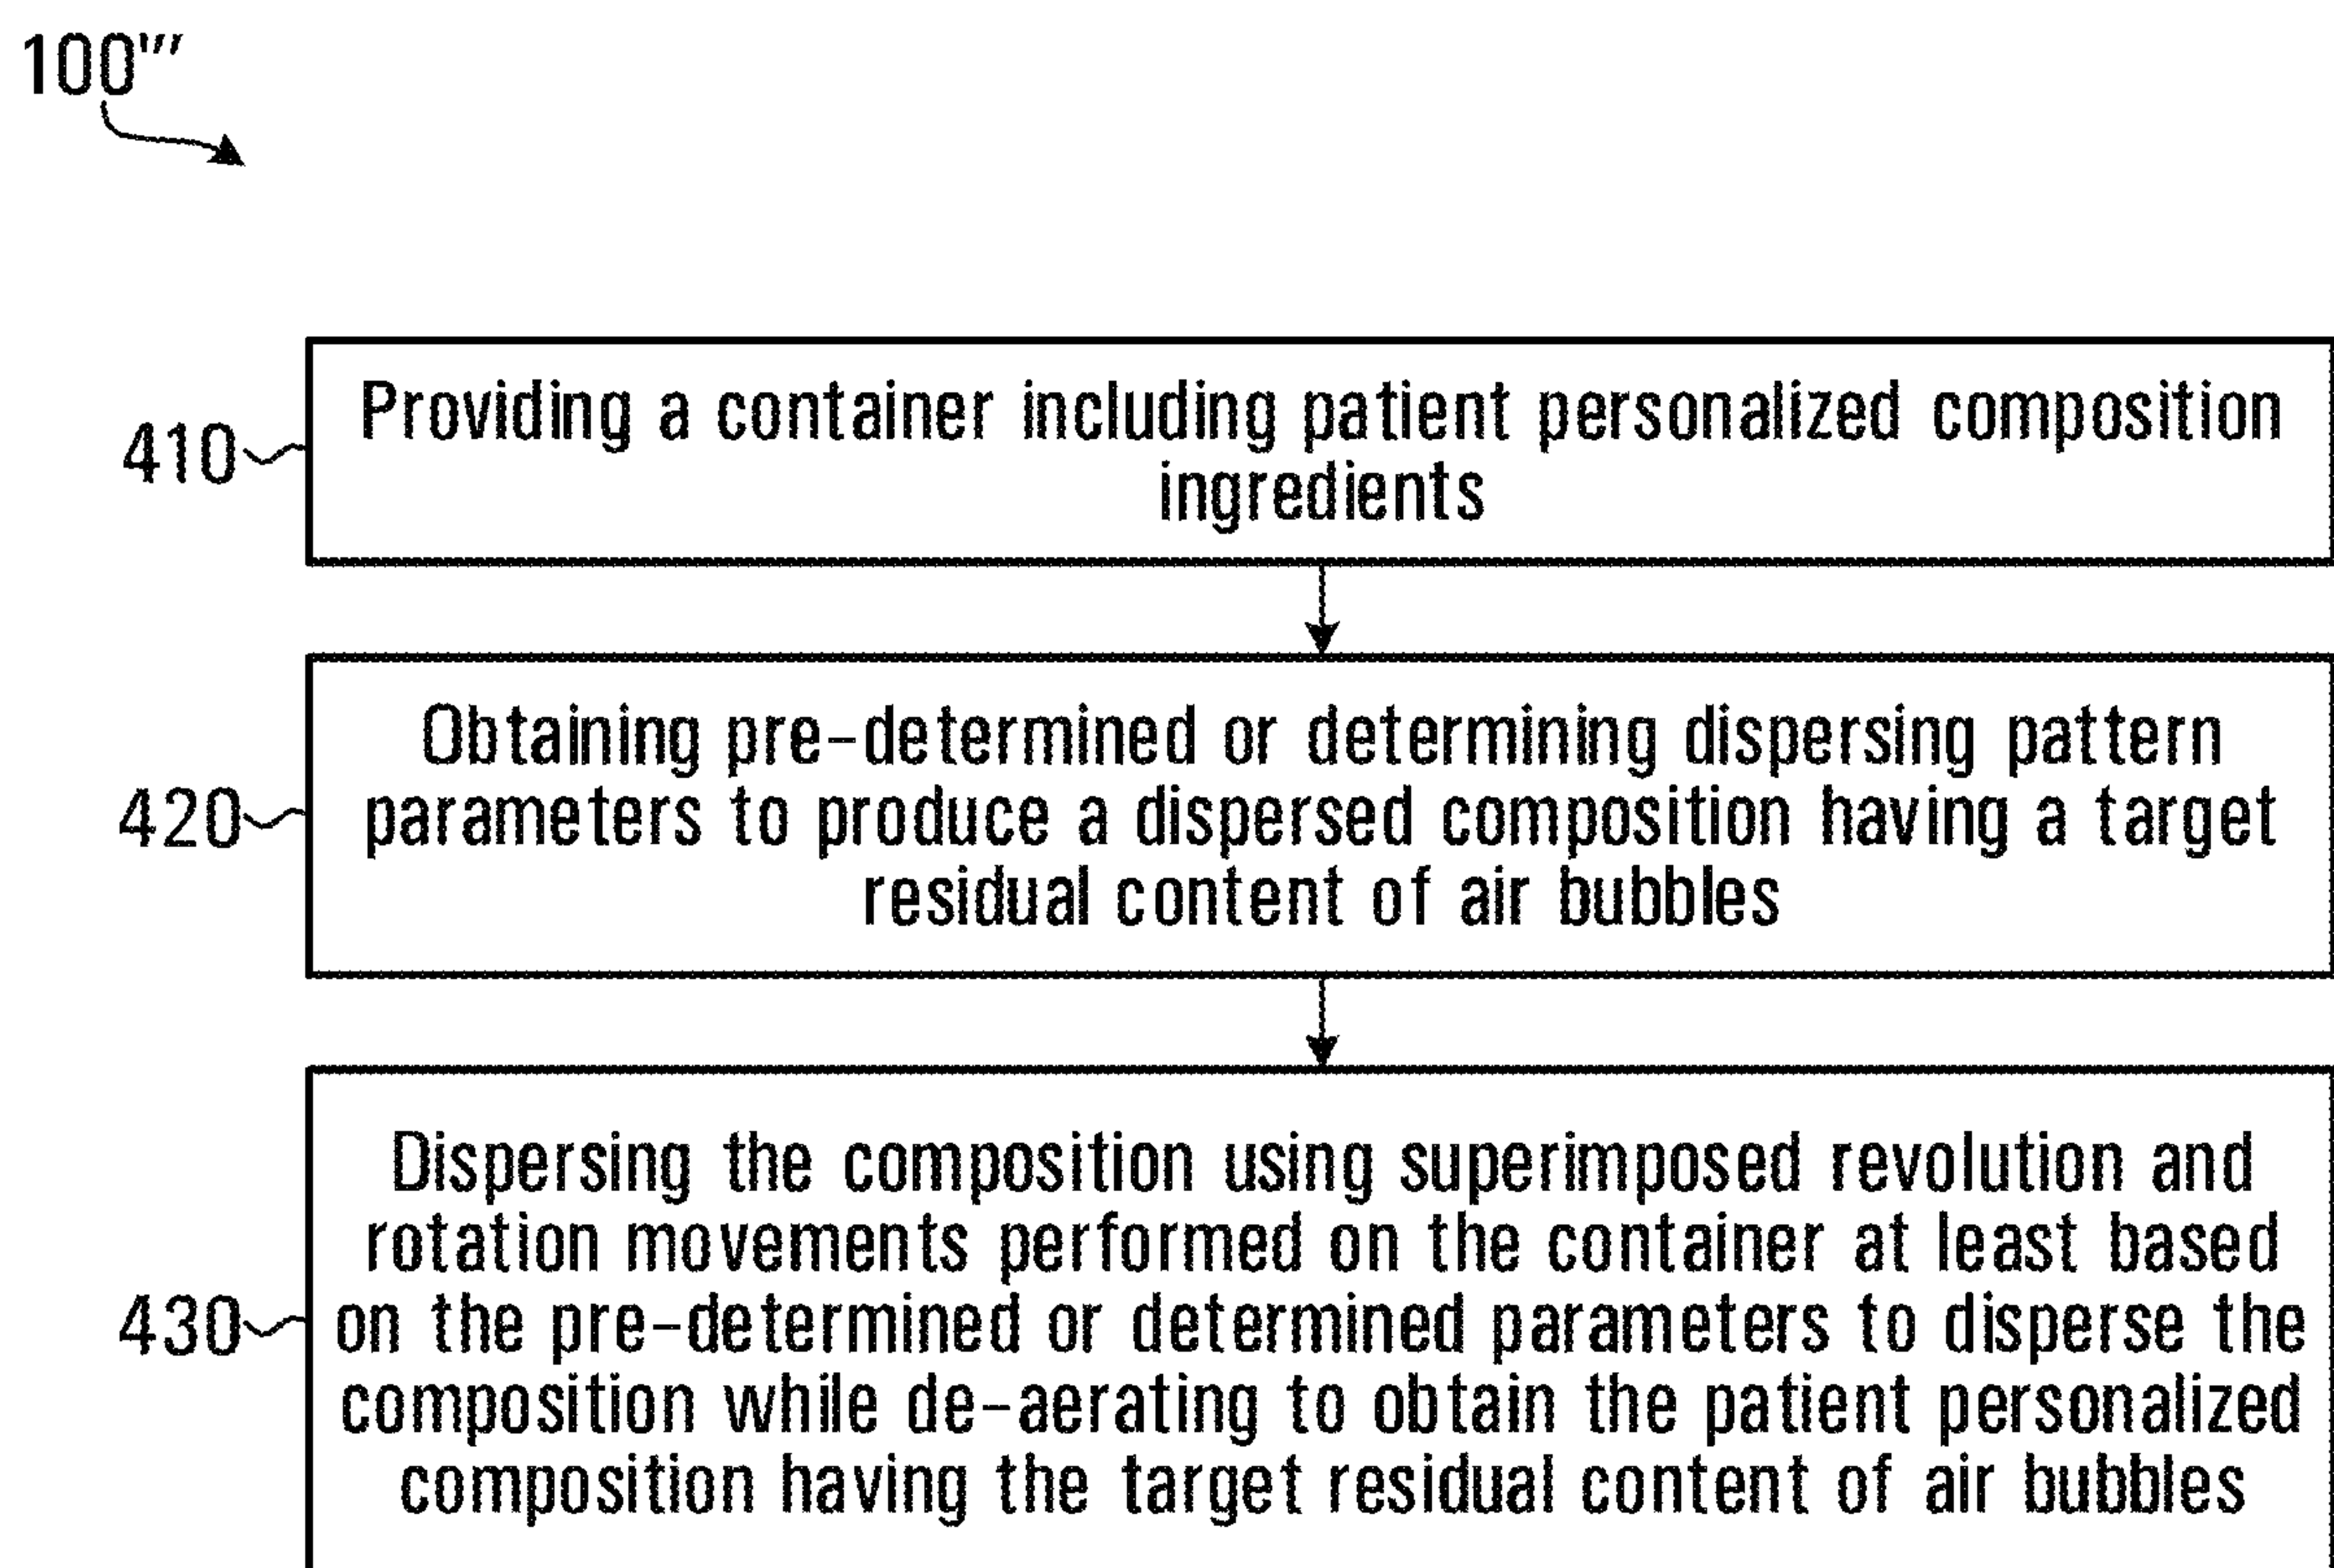 100'''
410
Providing a container including patient personalized composition
ingredients
420
Obtaining pre-determined or determining dispersing pattern
parameters to produce a dispersed composition having a target
residual content of air bubbles
430
Dispersing the composition using superimposed revolution and
rotation movements performed on the container at least based
on the pre-determined or determined parameters to disperse the
composition while de-aerating to obtain the patient personalized
composition having the target residual content of air bubbles